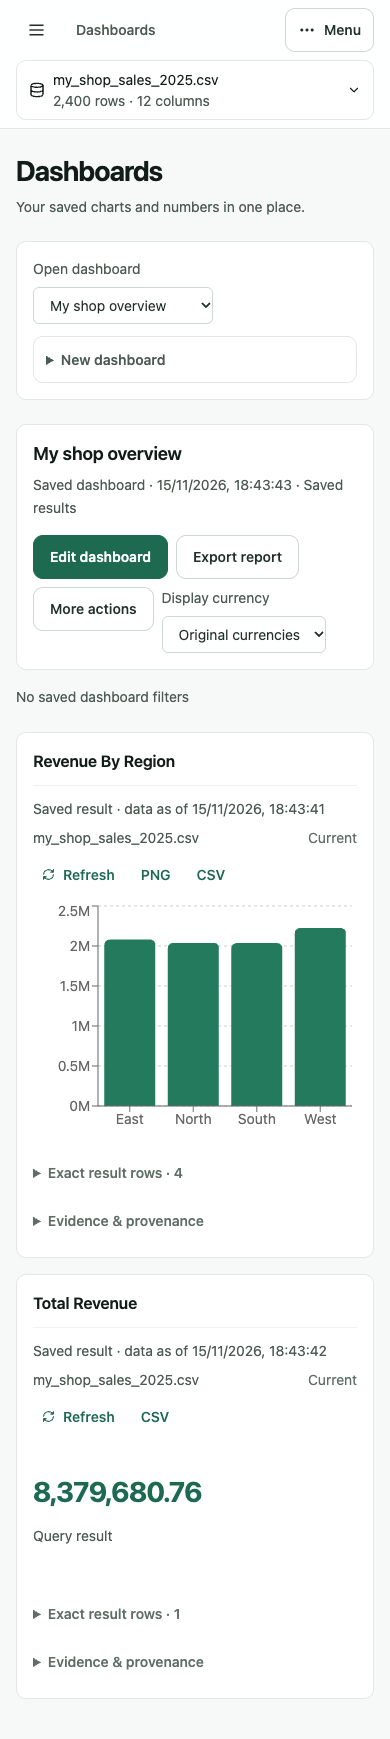 Dashboards
Menu
my_shop_sales_2025.csv
2,400 rows · 12 columns
Dashboards
Your saved charts and numbers in one place.
Open dashboard
My shop overview
New dashboard
My shop overview
Saved dashboard · 15/11/2026, 18:43:43 · Saved
results
Edit dashboard
Export report
More actions
Display currency
Original currencies
No saved dashboard filters
Revenue By Region
Saved result · data as of 15/11/2026, 18:43:41
my_shop_sales_2025.csv
Current
Refresh
PNG
CSV
2.5M
2M
1.5M
1M
0.5M
0M
East
North
South
West
Exact result rows · 4
Evidence & provenance
Total Revenue
Saved result · data as of 15/11/2026, 18:43:42
my_shop_sales_2025.csv
Current
Refresh
CSV
8,379,680.76
Query result
Exact result rows · 1
Evidence & provenance